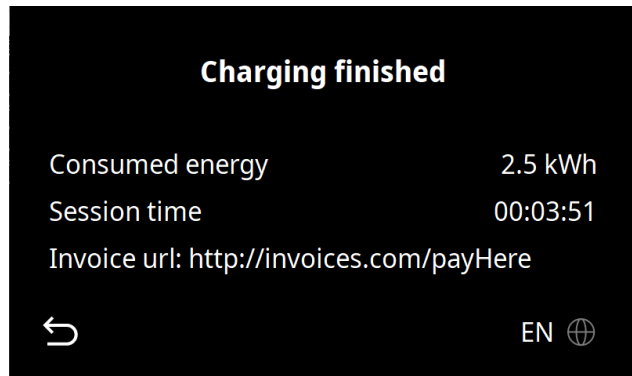 Charging finished
Consumed energy 2.5 kWh
Session time 00:03:51
Invoice url: http://invoices.com/payHere
EN